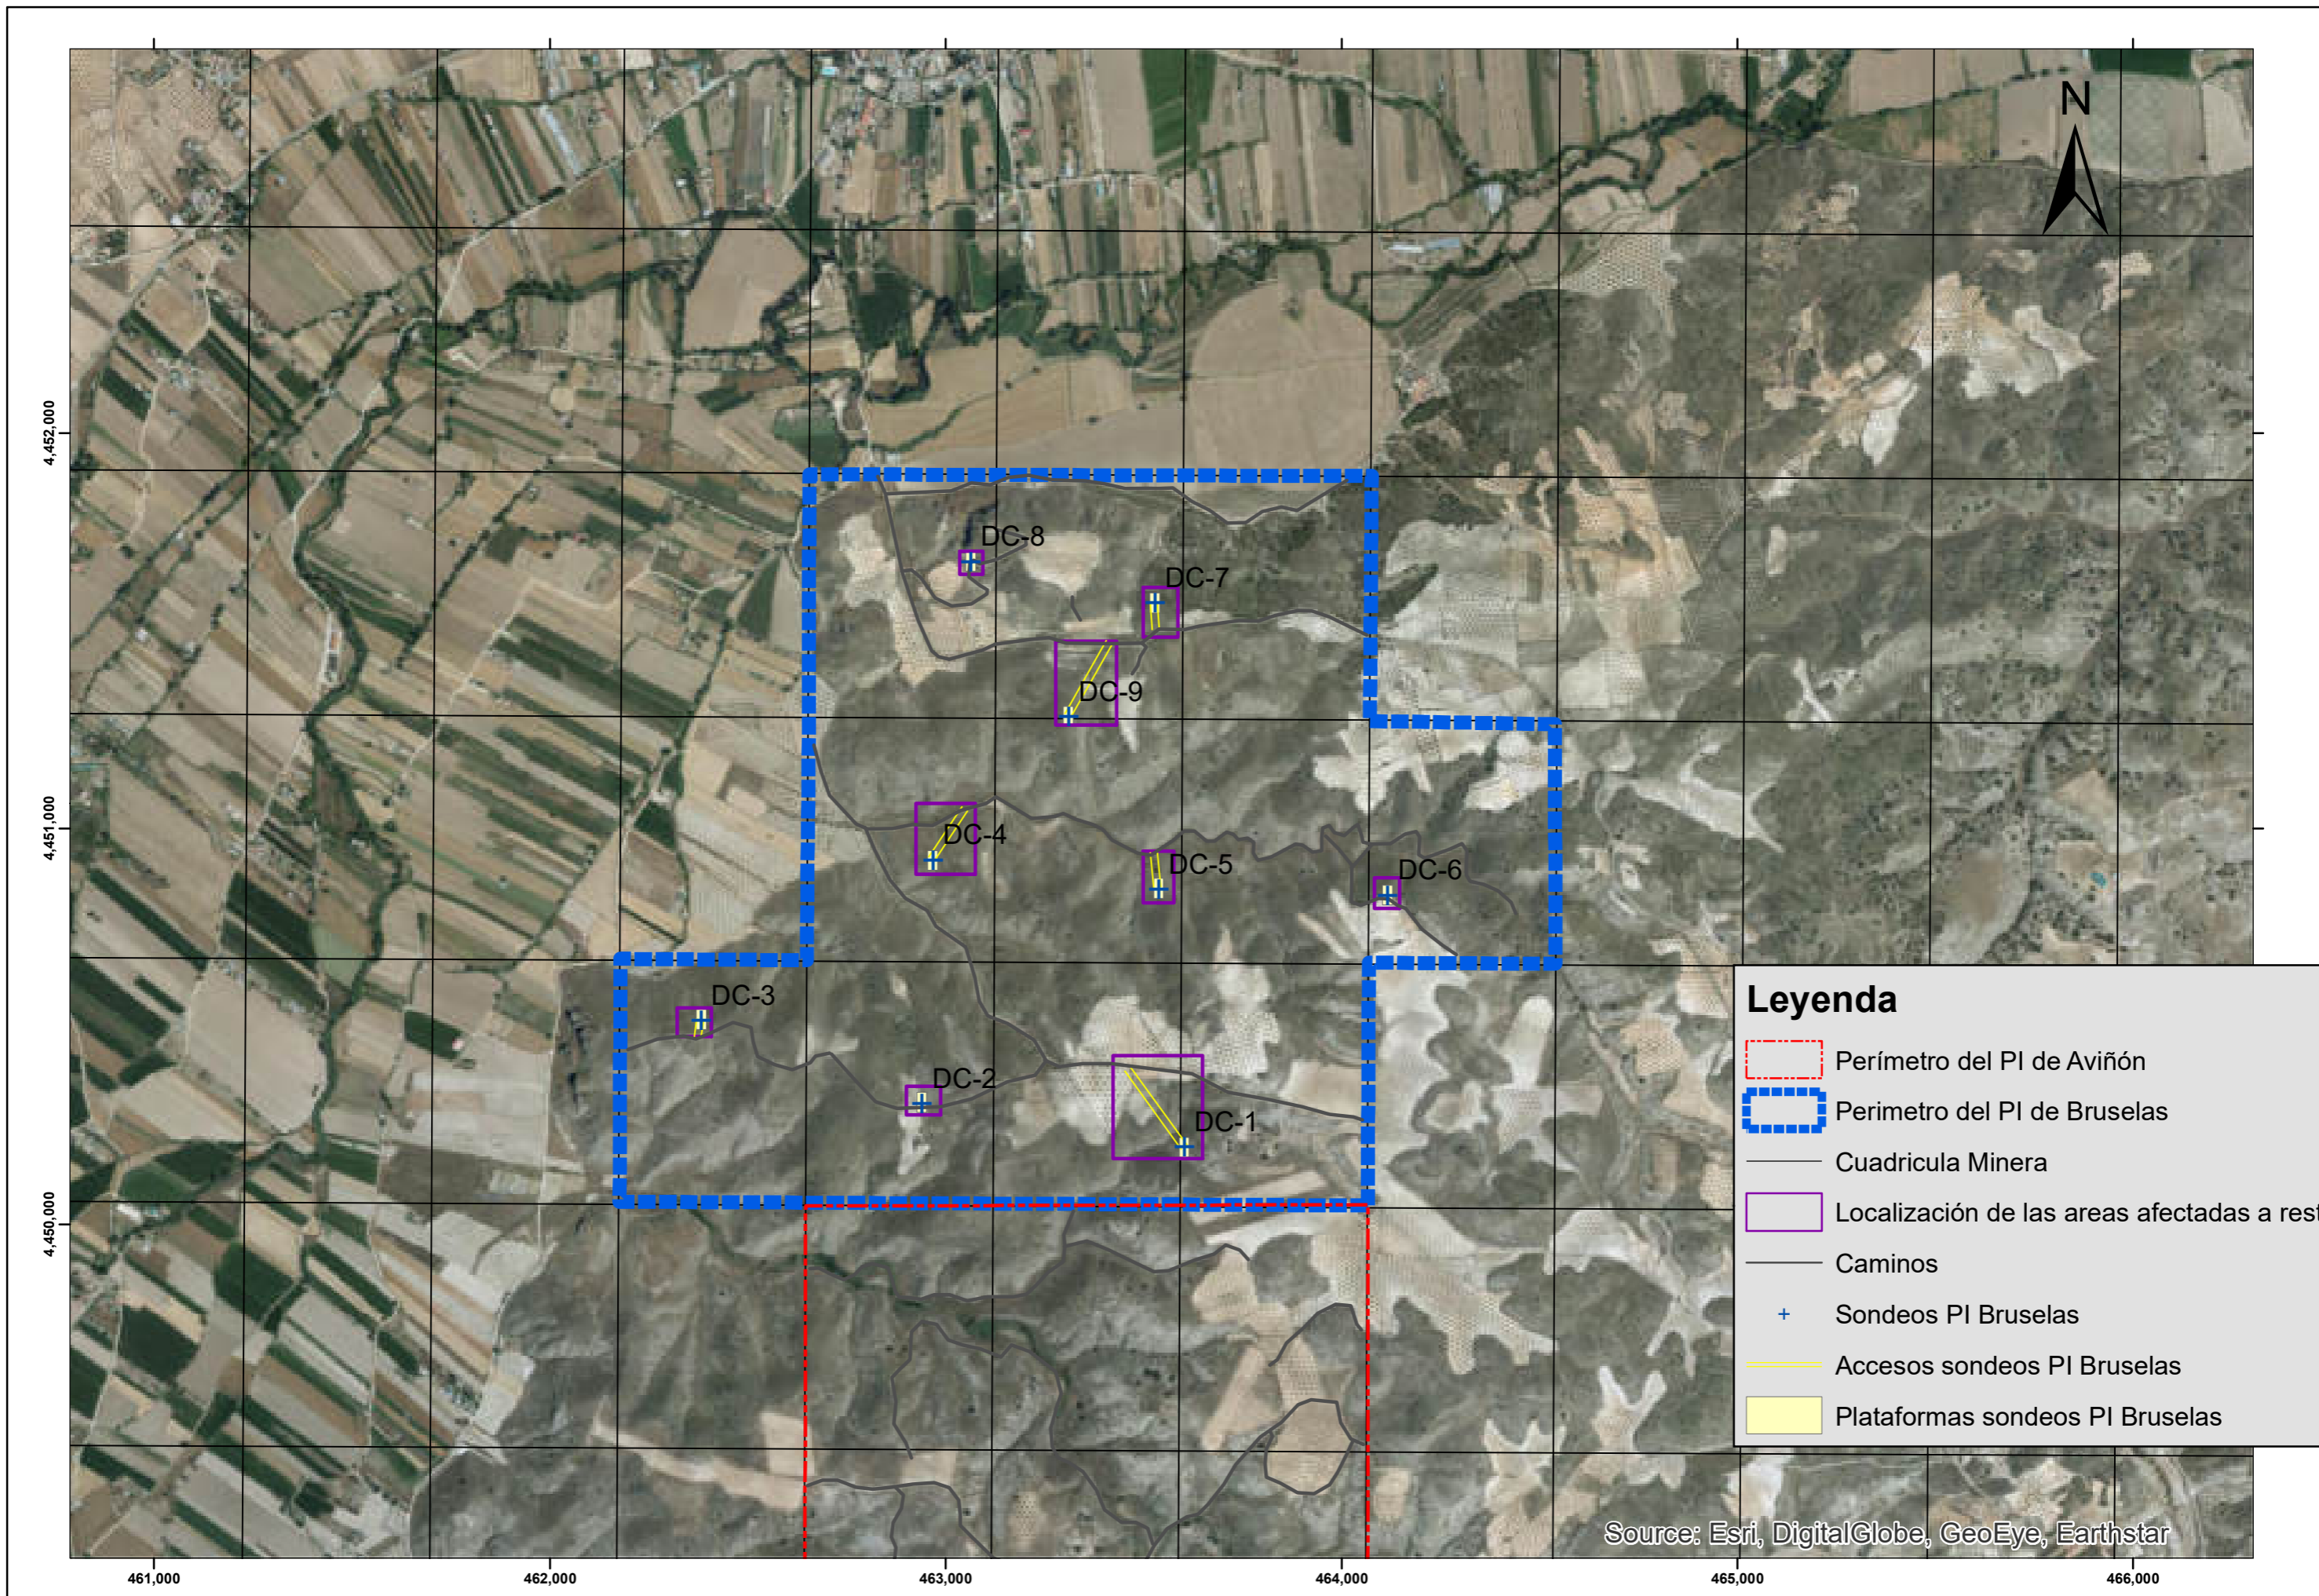 N
4,452,000
DC-8
DC-7
DC-9
4,451,000
DC-4
DC-5
DC-6
DC-3
DC-2
DC-1
4,450,000
Leyenda
Perímetro del PI de Aviñón
Perimetro del PI de Bruselas
Cuadricula Minera
Localización de las areas afectadas a rest
Caminos
Sondeos PI Bruselas
Accesos sondeos PI Bruselas
Plataformas sondeos PI Bruselas
Source: Esri, DigitalGlobe, GeoEye, Earthstar
461,000 462,000 463,000 464,000 465,000 466,000